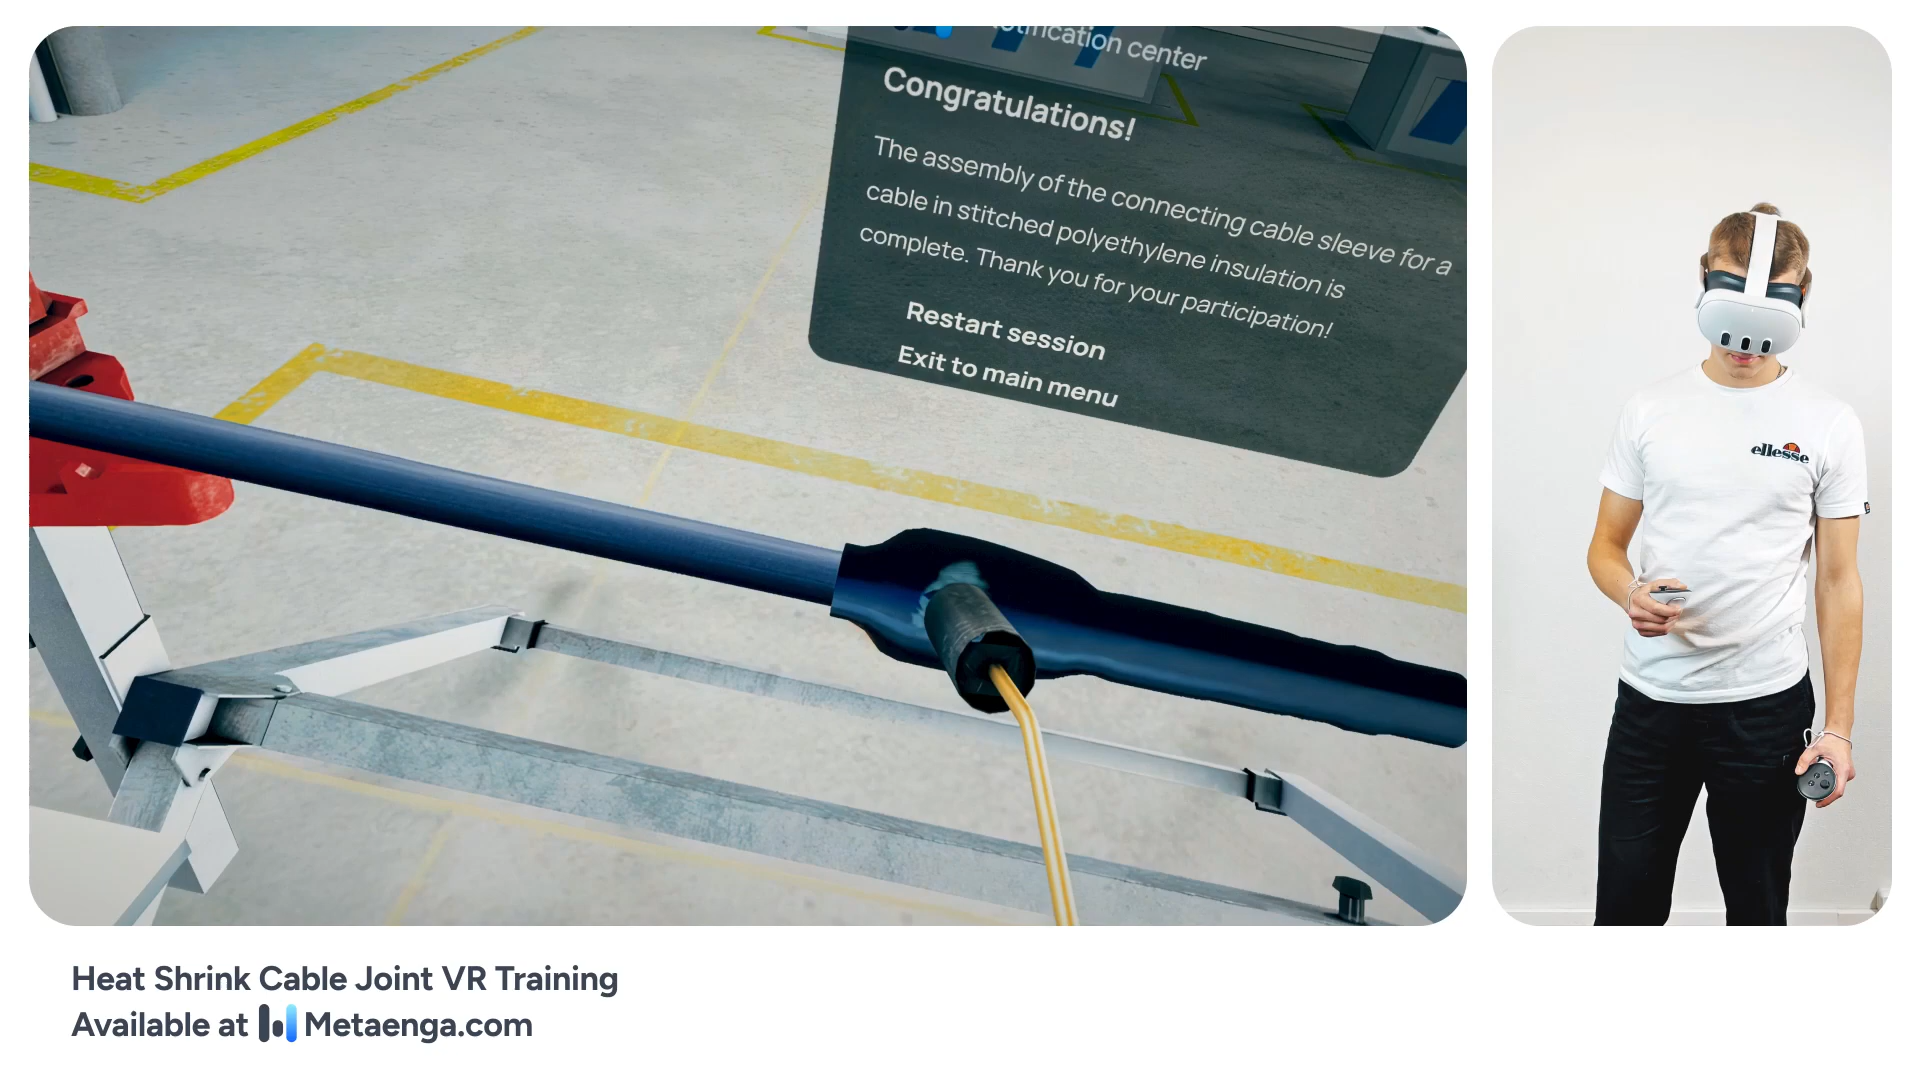 center
Congratulations!
The assembly of the connecting cable sleeve for a
cable in stitched polyethylene insulation is
complete. Thank you for your participation!
Restart session
Exit to main menu
ellesse
Heat Shrink Cable Joint VR Training
Available at Metaenga.com